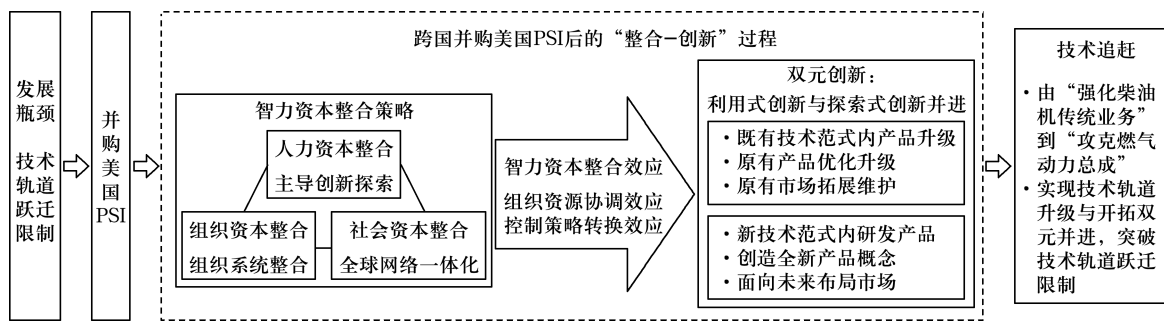 发展
瓶颈
技术
轨道
跃迁
限制
并
购
美
国
PSI
跨国并购美国PSI后的“整合–创新”过程
智力资本整合策略
人力资本整合
主导创新探索
组织资本整合
组织系统整合
社会资本整合
全球网络一体化
智力资本整合效应
组织资源协调效应
控制策略转换效应
双元创新：
利用式创新与探索式创新并进
·既有技术范式内产品升级
·原有产品优化升级
·原有市场拓展维护
·新技术范式内研发产品
·创造全新产品概念
·面向未来布局市场
技术追赶
·由“强化柴油
机传统业务”
到“攻克燃气
动力总成”
·实现技术轨道
升级与开拓双
元并进，突破
技术轨道跃迁
限制